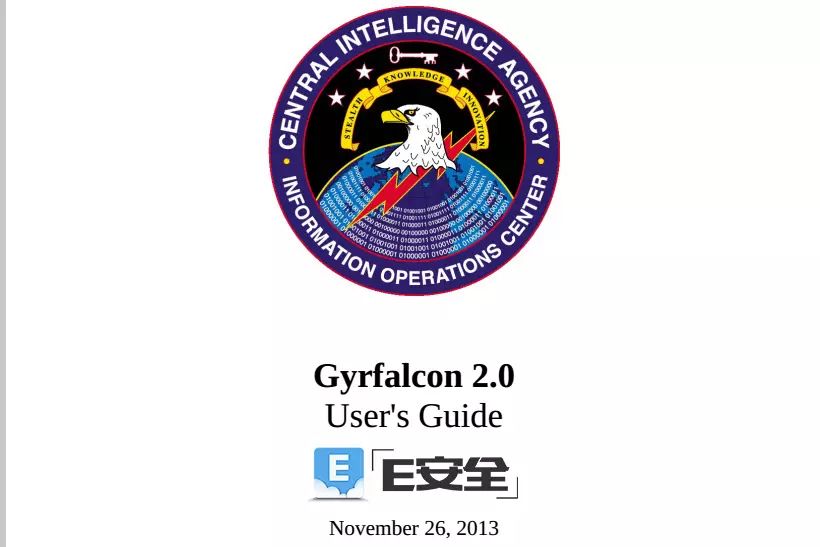 CENTRAL INTELLIGENCE AGENCY
STEALTH KNOWLEDGE INNOVATION
INFORMATION OPERATIONS CENTER
Gyrfalcon 2.0
User's Guide
E E安全
November 26, 2013